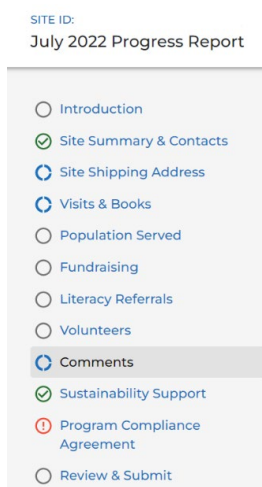 SITE ID:
July 2022 Progress Report
Introduction
Site Summary & Contacts
Site Shipping Address
Visits & Books
Population Served
Fundraising
Literacy Referrals
Volunteers
Comments
Sustainability Support
Program Compliance
Agreement
Review & Submit